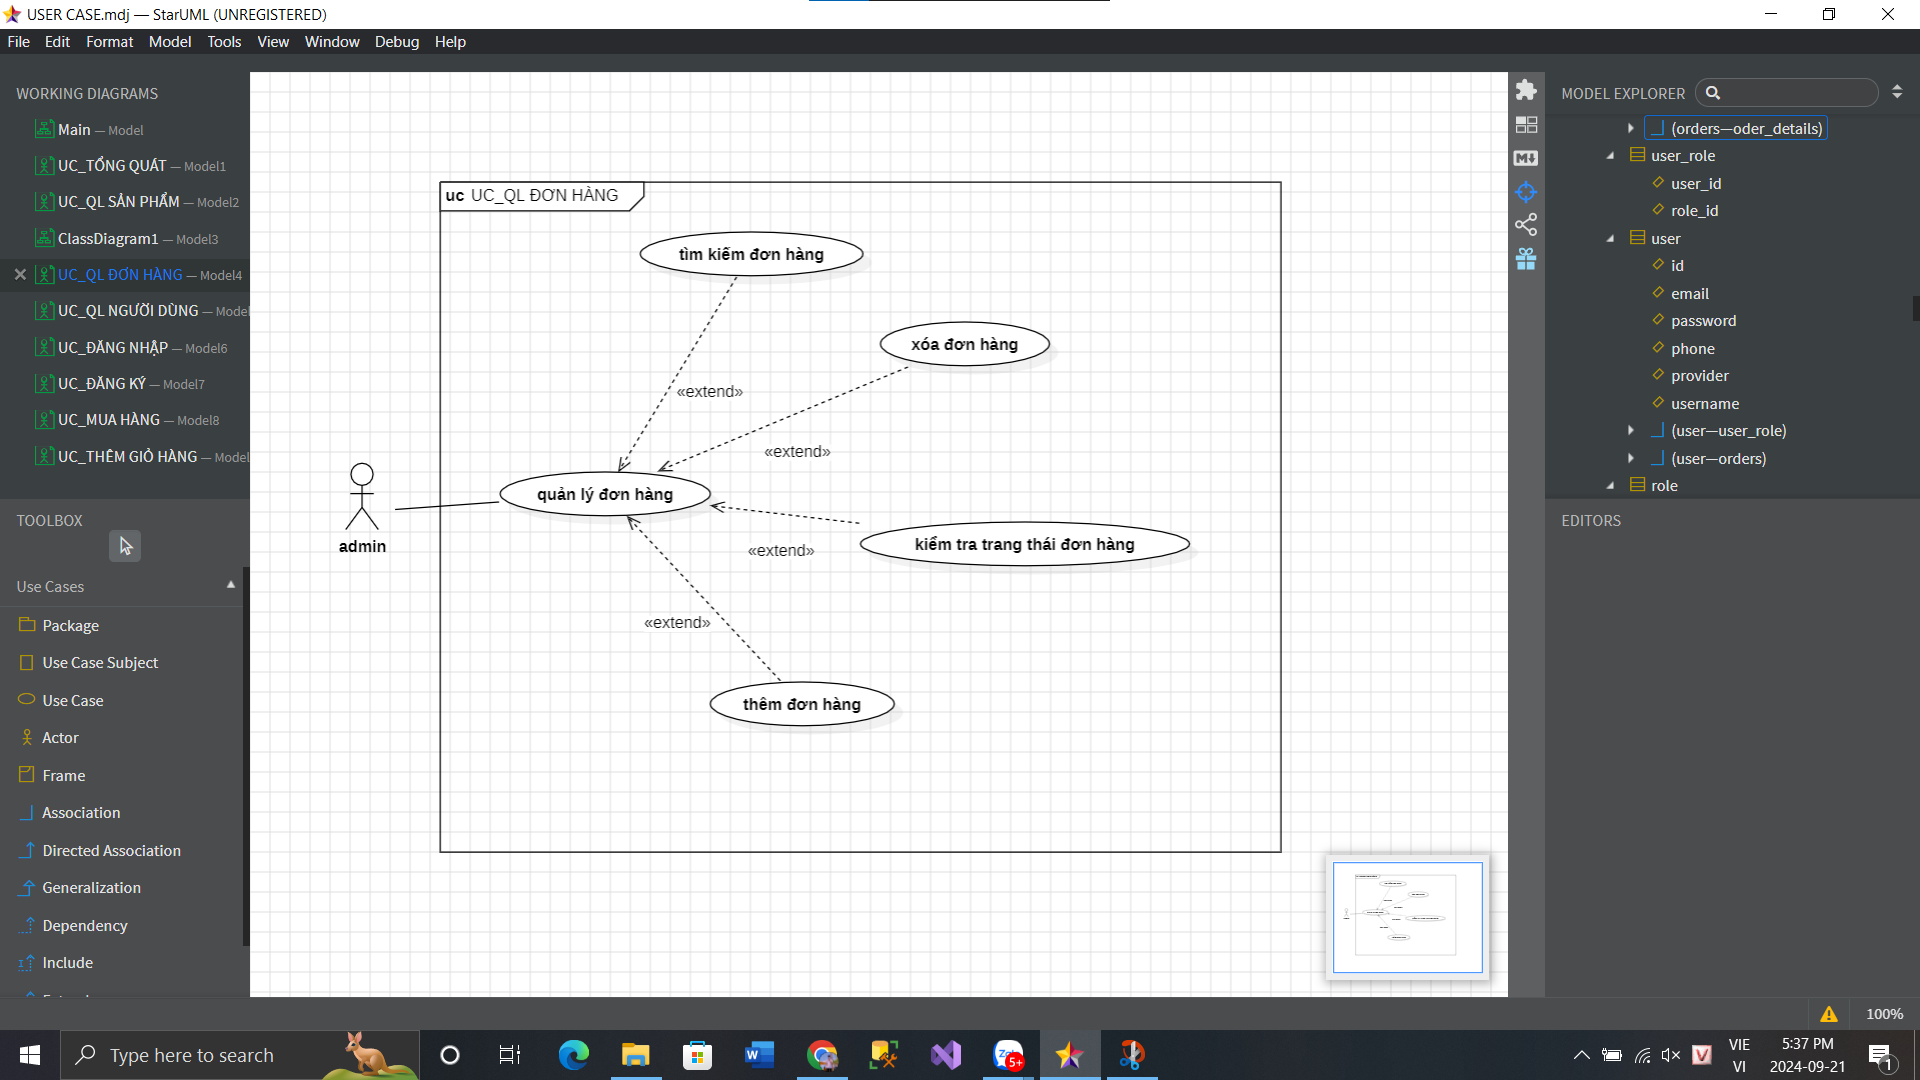 USER CASE.mdj — StarUML (UNREGISTERED)
File Edit Format Model Tools View Window Debug Help
WORKING DIAGRAMS
Main — Model
UC_TỔNG QUÁT — Model1
UC_QL SẢN PHẨM — Model2
ClassDiagram1 — Model3
UC_QL ĐƠN HÀNG — Model4
UC_QL NGƯỜI DÙNG — Model
UC_ĐĂNG NHẬP — Model6
UC_ĐĂNG KÝ — Model7
UC_MUA HÀNG — Model8
UC_THÊM GIỎ HÀNG — Model
TOOLBOX
Use Cases
Package
Use Case Subject
Use Case
Actor
Frame
Association
Directed Association
Generalization
Dependency
Include
uc UC_QL ĐƠN HÀNG
tìm kiếm đơn hàng
xóa đơn hàng
«extend»
«extend»
quản lý đơn hàng
admin
kiểm tra trang thái đơn hàng
«extend»
«extend»
thêm đơn hàng
MODEL EXPLORER
(orders—oder_details)
user_role
user_id
role_id
user
id
email
password
phone
provider
username
(user—user_role)
(user—orders)
role
EDITORS
100%
Type here to search
5+
VIE
VI
5:37 PM
2024-09-21
1